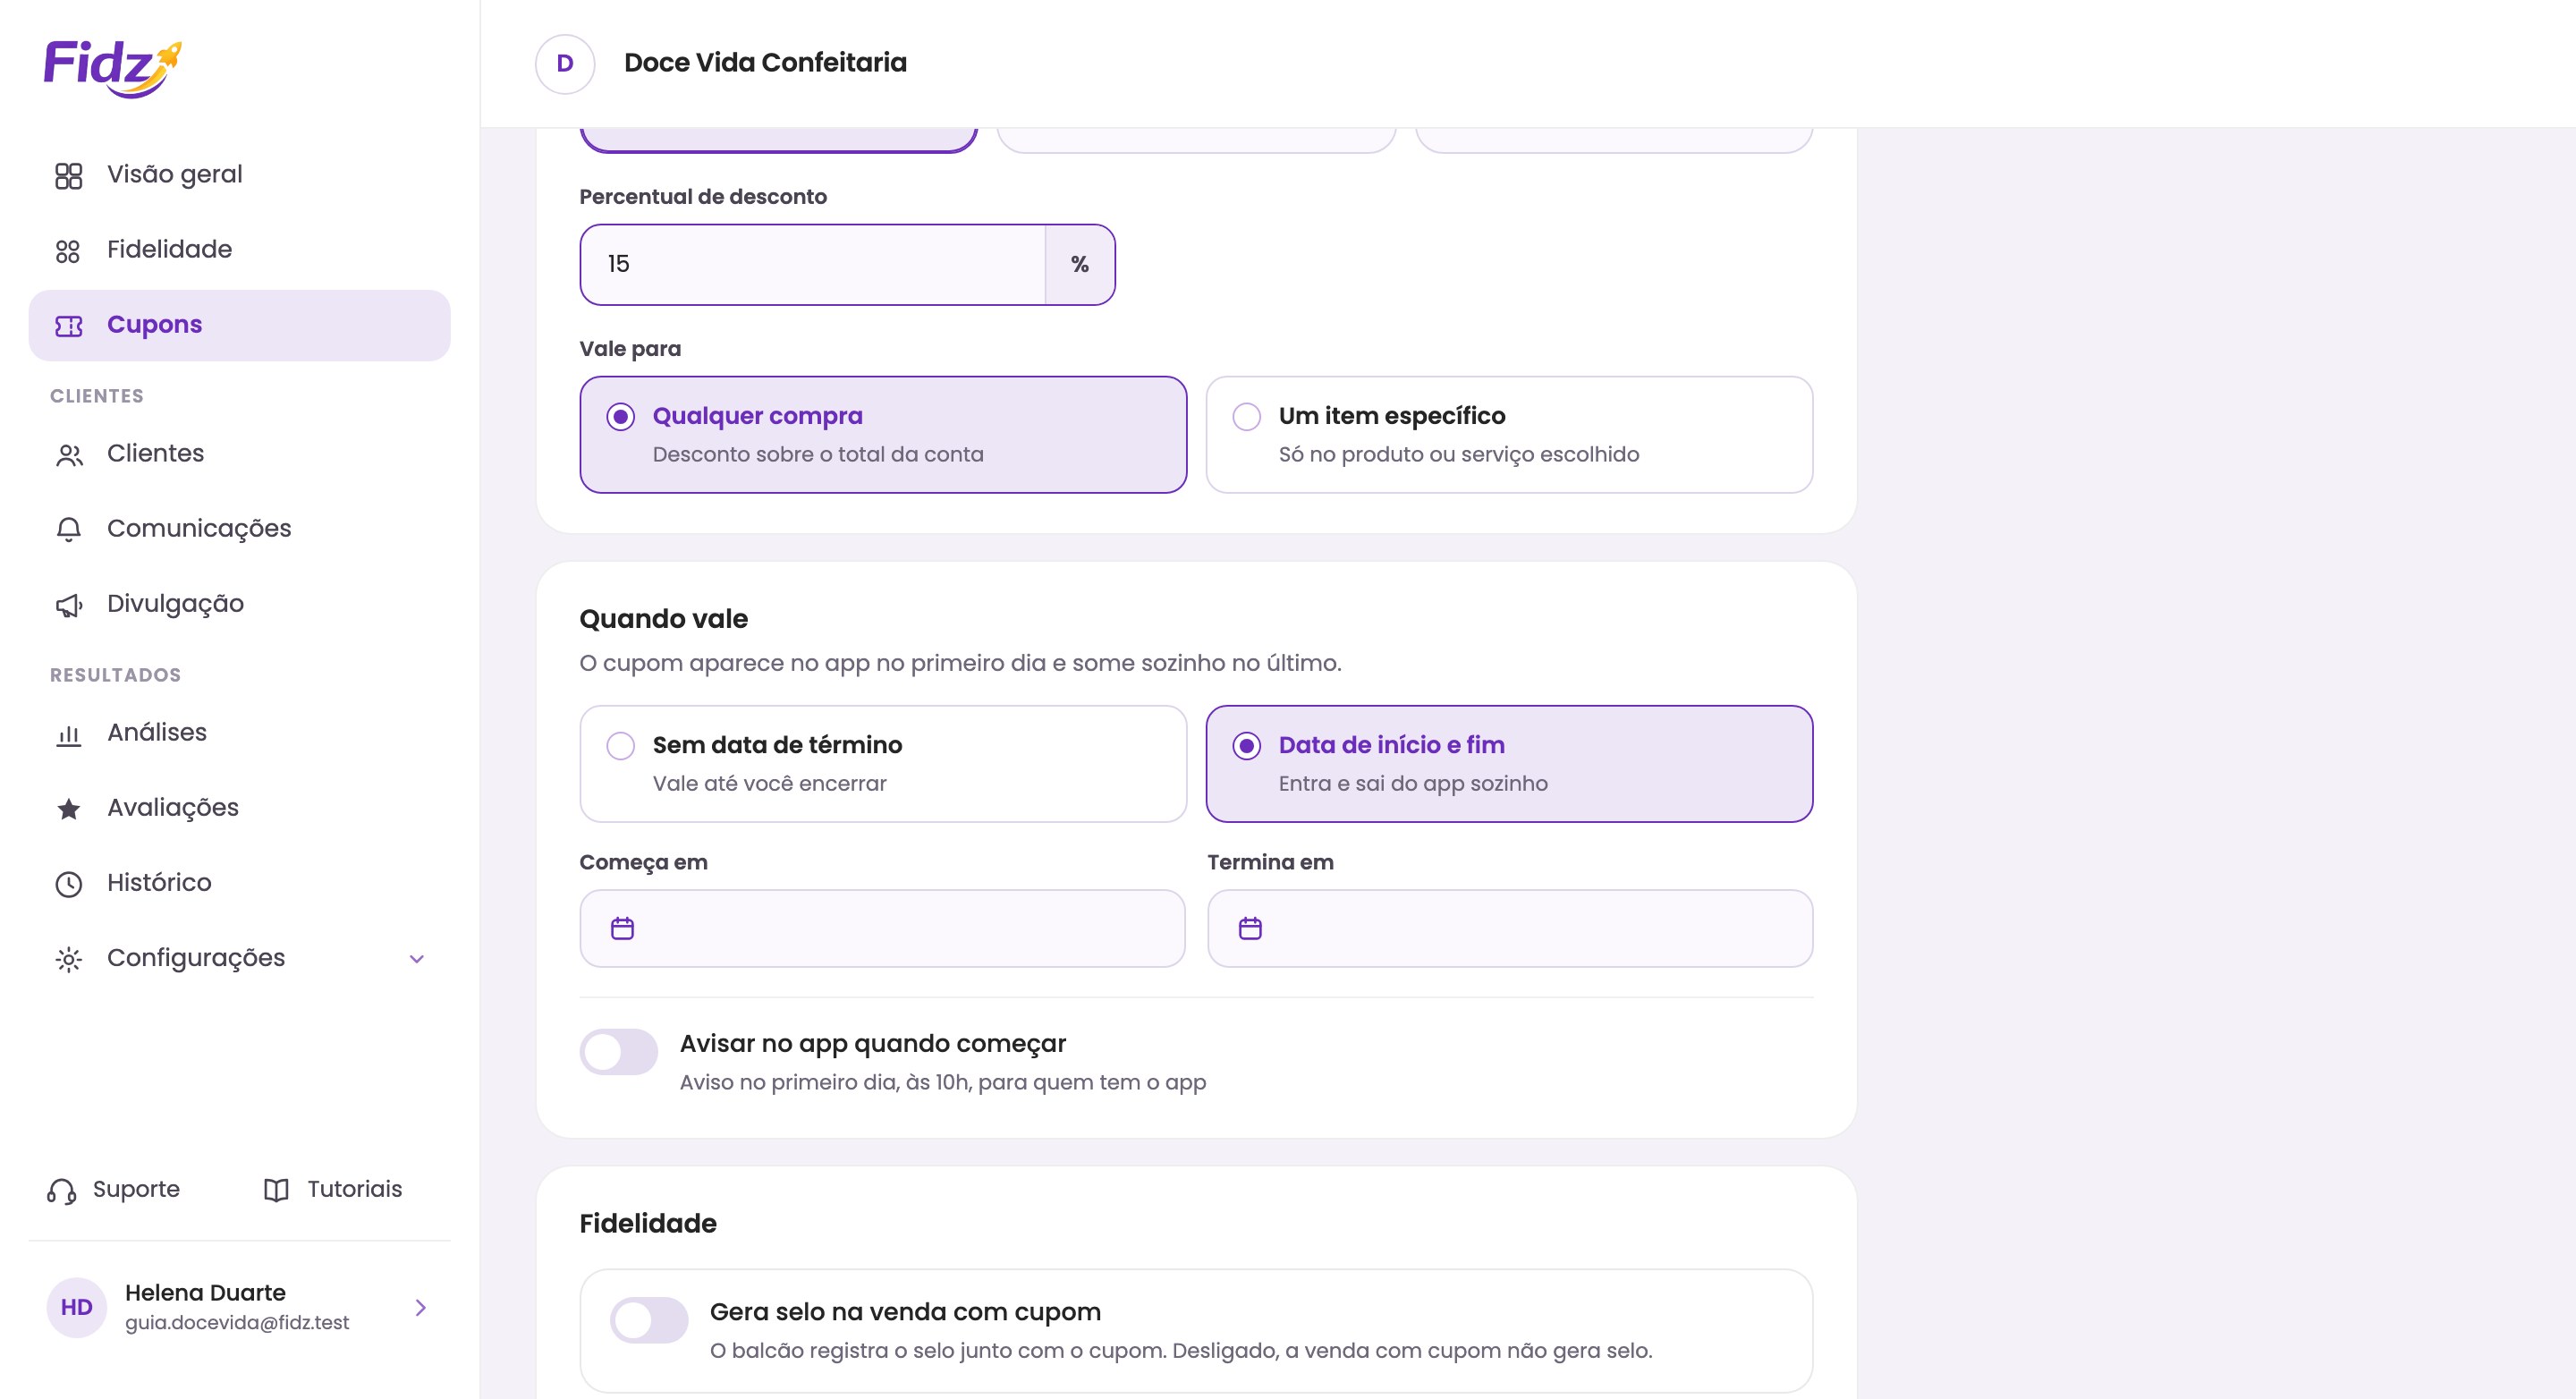 Fidz
Visão geral
Fidelidade
Cupons
CLIENTES
Clientes
Comunicações
Divulgação
RESULTADOS
Análises
Avaliações
Histórico
Configurações
Suporte
Tutoriais
HD
Helena Duarte
guia.docevida@fidz.test
D
Doce Vida Confeitaria
Percentual de desconto
15
%
Vale para
Qualquer compra
Desconto sobre o total da conta
Um item específico
Só no produto ou serviço escolhido
Quando vale
O cupom aparece no app no primeiro dia e some sozinho no último.
Sem data de término
Vale até você encerrar
Data de início e fim
Entra e sai do app sozinho
Começa em
Termina em
Avisar no app quando começar
Aviso no primeiro dia, às 10h, para quem tem o app
Fidelidade
Gera selo na venda com cupom
O balcão registra o selo junto com o cupom. Desligado, a venda com cupom não gera selo.